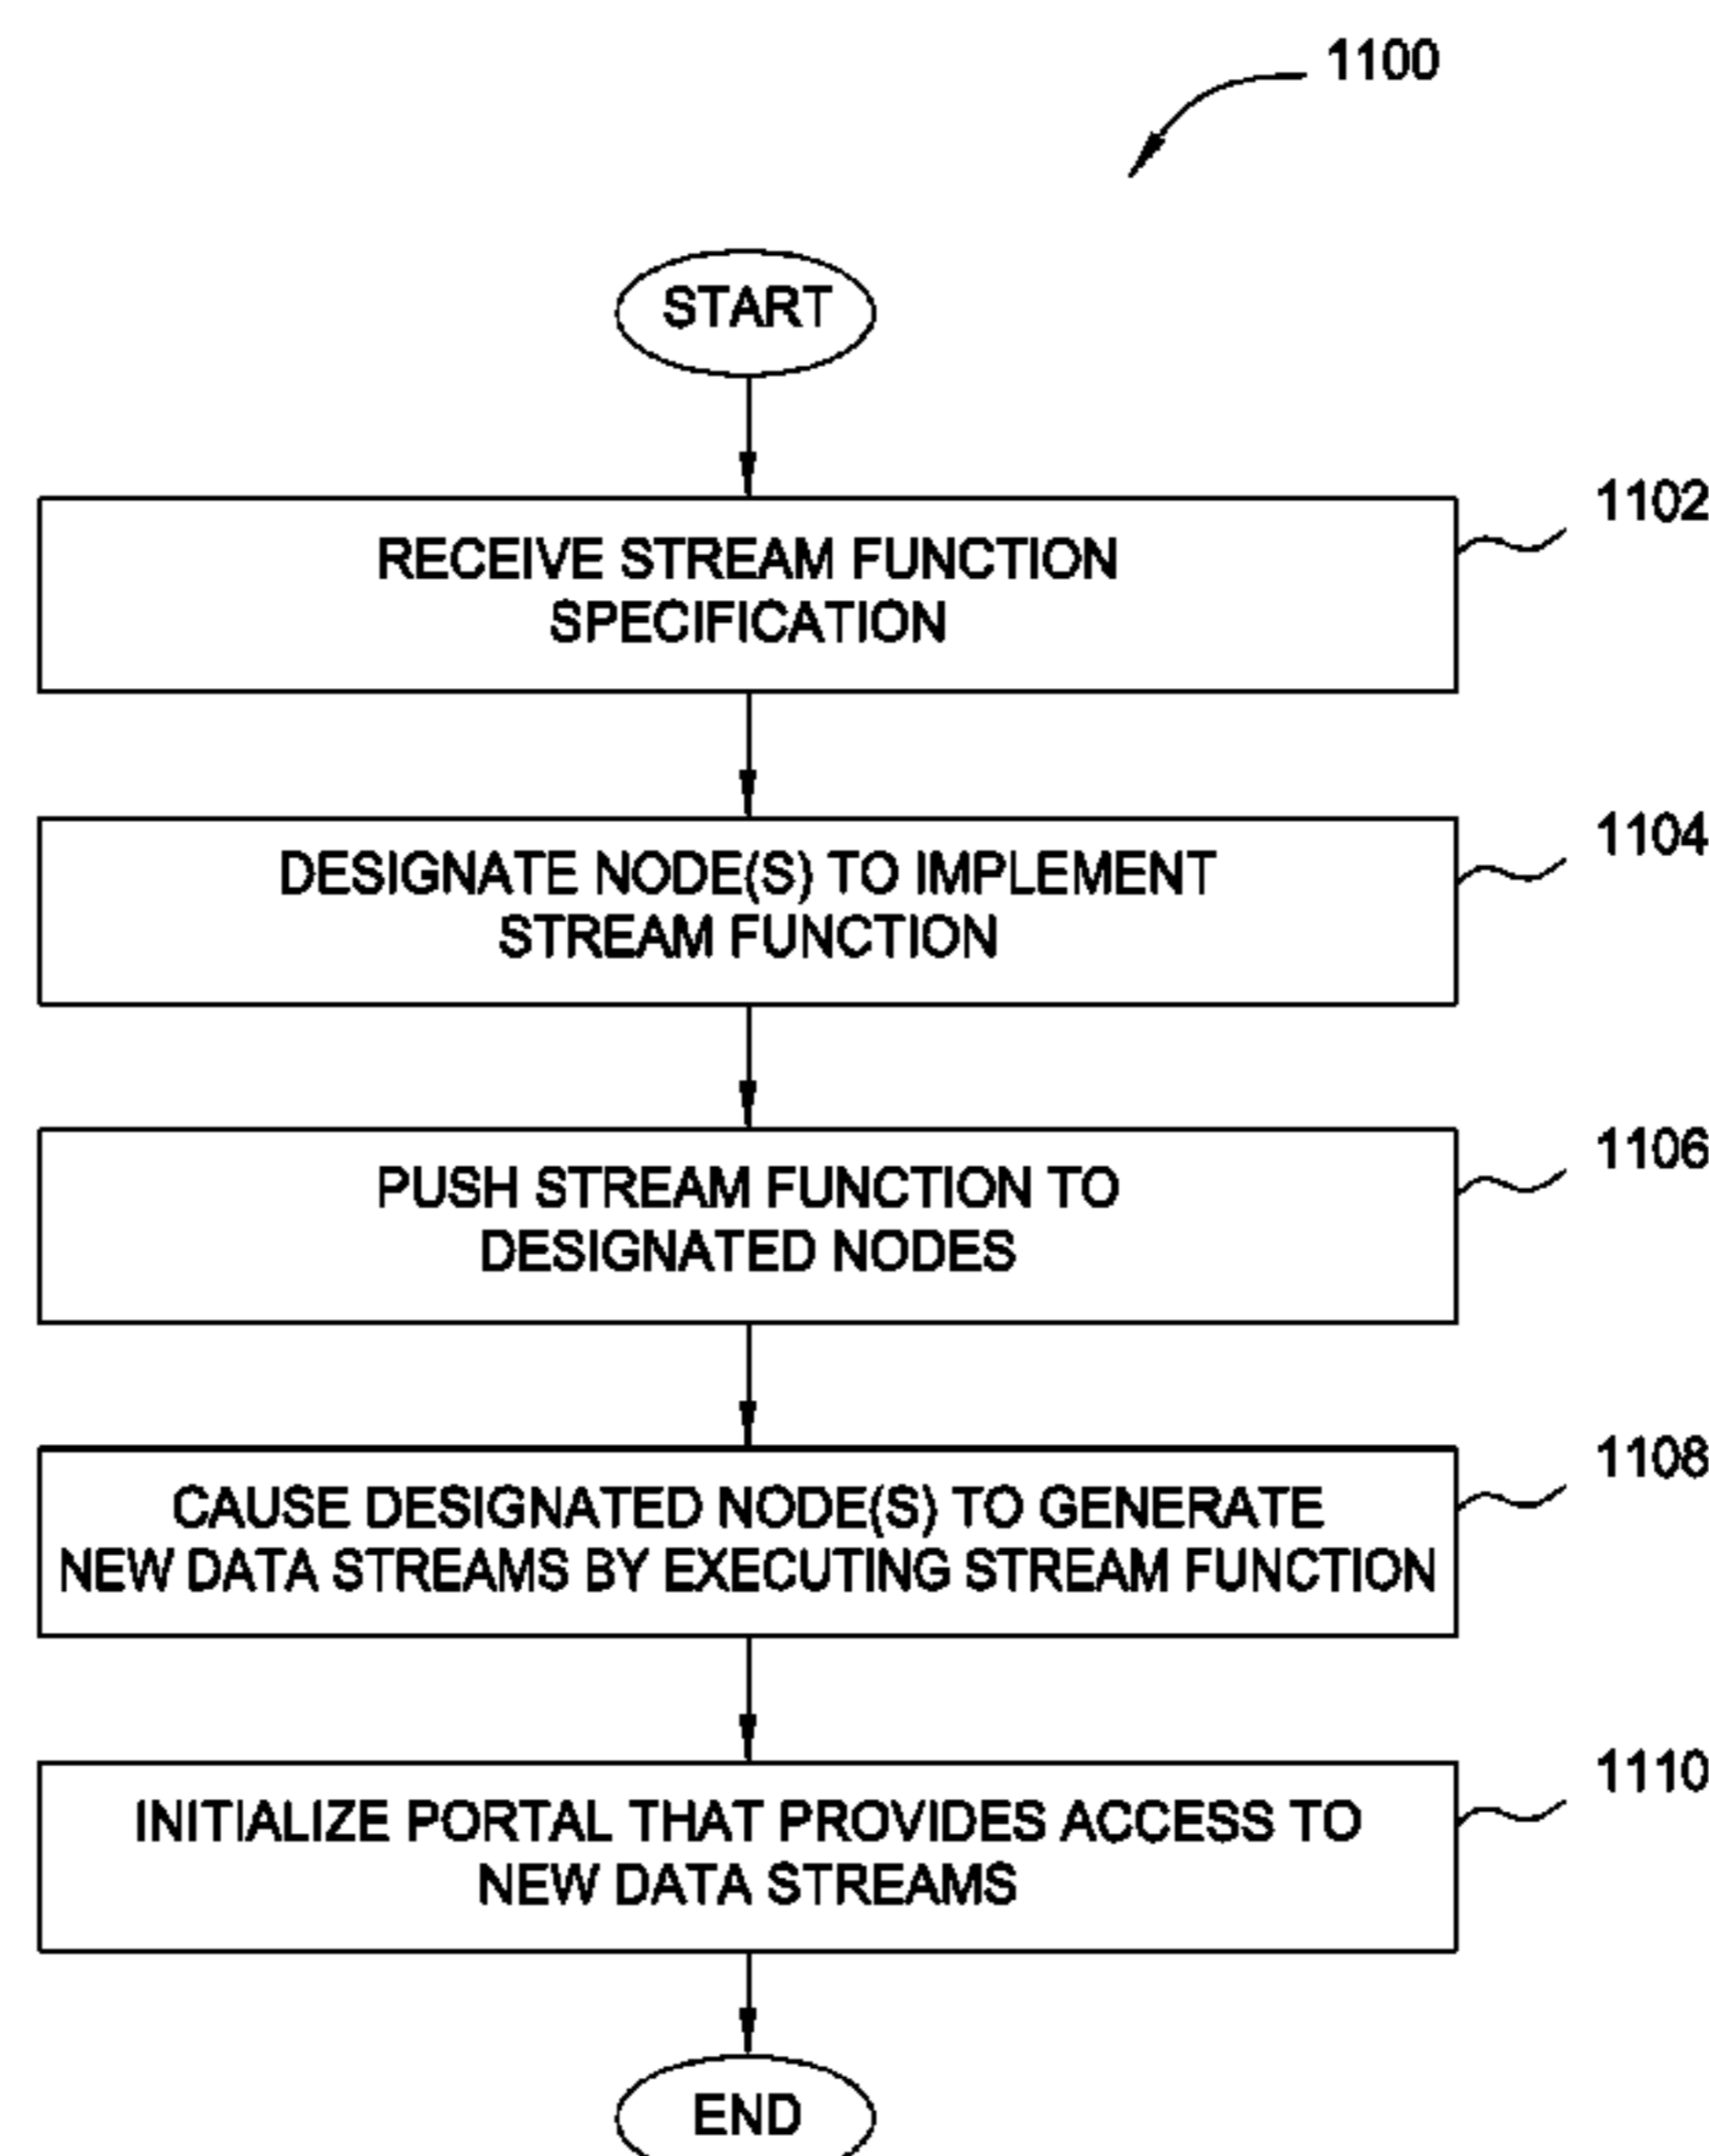 1100
START
1102
RECEIVE STREAM FUNCTION
SPECIFICATION
1104
DESIGNATE NODE(S) TO IMPLEMENT
STREAM FUNCTION
1106
PUSH STREAM FUNCTION TO
DESIGNATED NODES
1108
CAUSE DESIGNATED NODE(S) TO GENERATE
NEW DATA STREAMS BY EXECUTING STREAM FUNCTION
1110
INITIALIZE PORTAL THAT PROVIDES ACCESS TO
NEW DATA STREAMS
END